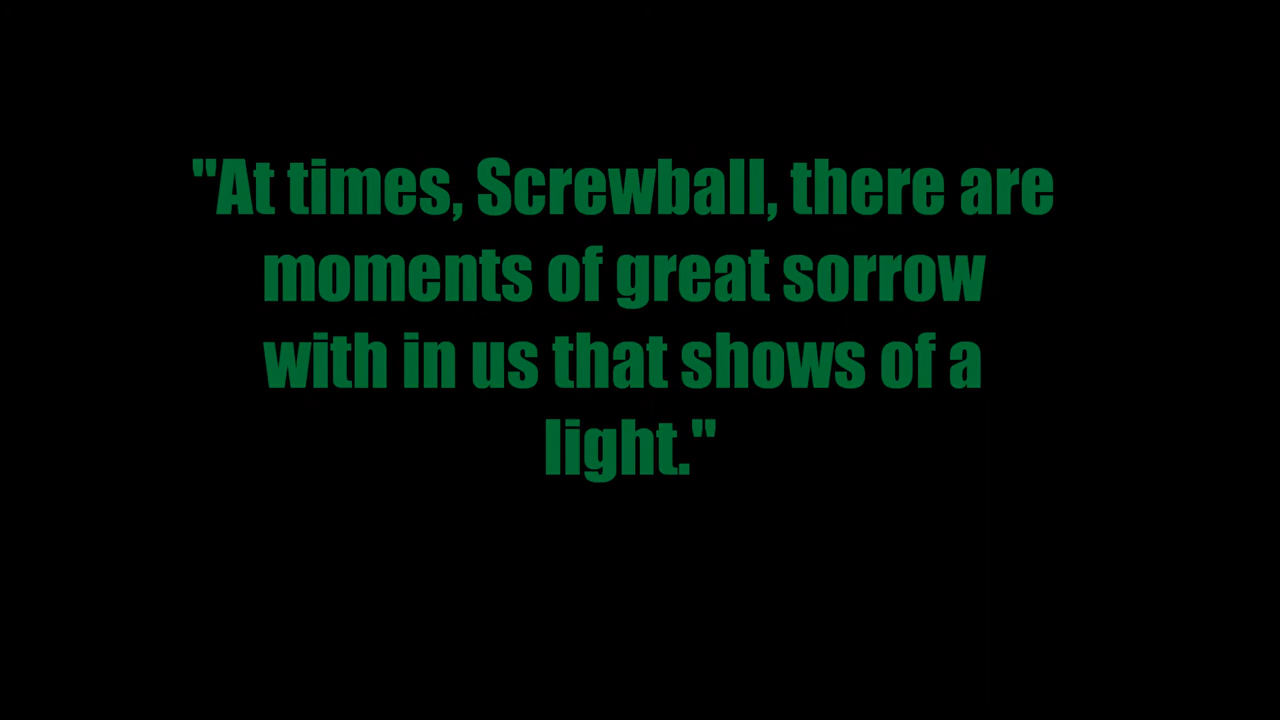 "At times, Screwball, there are
moments of great sorrow
with in us that shows of a
light."